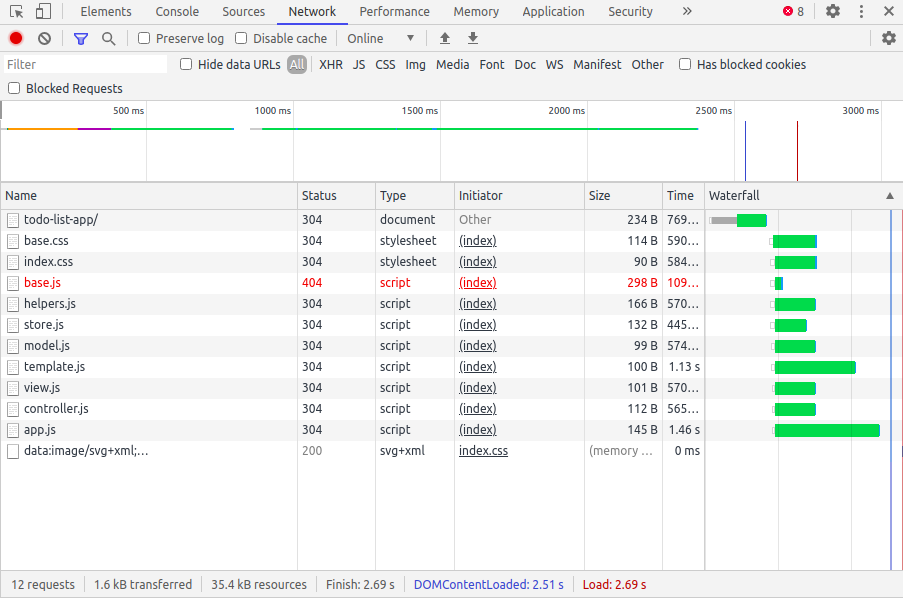 Elements Console Sources Network Performance Memory Application Security » 8
Preserve log Disable cache Online ▼
Filter Hide data URLs All XHR JS CSS Img Media Font Doc WS Manifest Other Has blocked cookies
Blocked Requests
500 ms 1000 ms 1500 ms 2000 ms 2500 ms 3000 ms
Name Status Type Initiator Size Time Waterfall ▲
todo-list-app/ 304 document Other 234 B 769...
base.css 304 stylesheet (index) 114 B 590...
index.css 304 stylesheet (index) 90 B 584...
base.js 404 script (index) 298 B 109...
helpers.js 304 script (index) 166 B 570...
store.js 304 script (index) 132 B 445...
model.js 304 script (index) 99 B 574...
template.js 304 script (index) 100 B 1.13 s
view.js 304 script (index) 101 B 570...
controller.js 304 script (index) 112 B 565...
app.js 304 script (index) 145 B 1.46 s
data:image/svg+xml;... 200 svg+xml index.css (memory ... 0 ms
12 requests 1.6 kB transferred 35.4 kB resources Finish: 2.69 s DOMContentLoaded: 2.51 s Load: 2.69 s